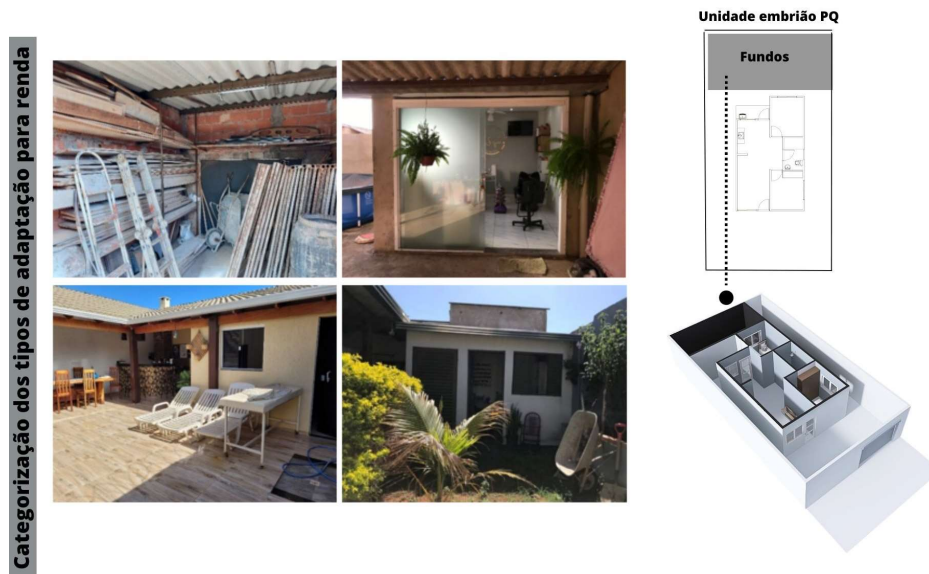 Categorização dos tipos de adaptação para renda
Unidade embrião PQ
Fundos